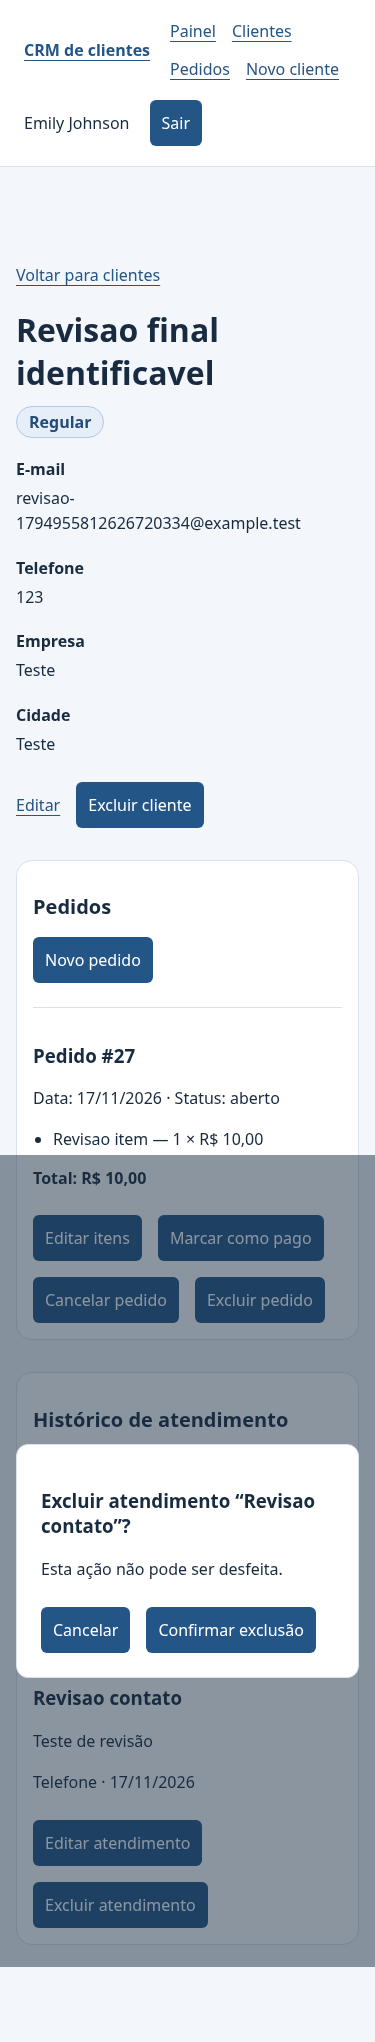 CRM de clientes
Painel Clientes
Pedidos Novo cliente
Emily Johnson Sair
Voltar para clientes
Revisao final
identificavel
Regular
E-mail
revisao-
1794955812626720334@example.test
Telefone
123
Empresa
Teste
Cidade
Teste
Editar Excluir cliente
Pedidos
Novo pedido
Pedido #27
Data: 17/11/2026 · Status: aberto
• Revisao item — 1 × R$ 10,00
Total: R$ 10,00
Editar itens Marcar como pago
Cancelar pedido Excluir pedido
Histórico de atendimento
Excluir atendimento “Revisao
contato”?
Esta ação não pode ser desfeita.
Cancelar Confirmar exclusão
Revisao contato
Teste de revisão
Telefone · 17/11/2026
Editar atendimento
Excluir atendimento